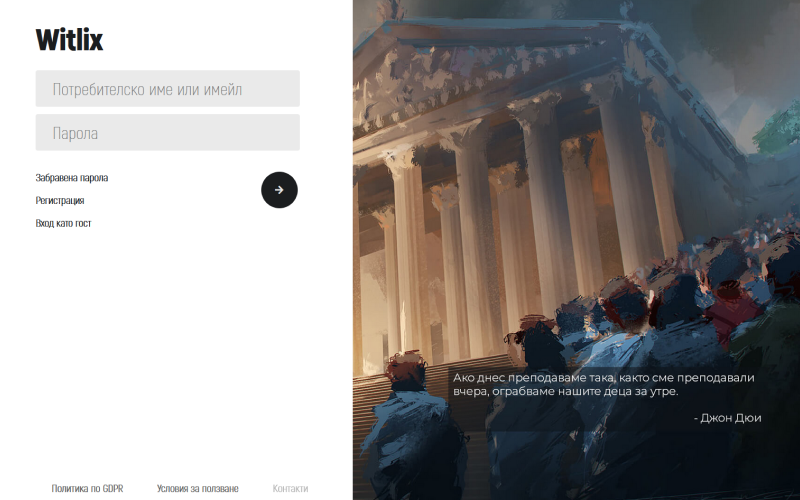 Witlix
Потребителско име или имейл
Парола
Забравена парола
Регистрация
Вход като гост
Политика по GDPR
Условия за ползване
Контакти
Ако днес преподаваме така, както сме преподавали
вчера, ограбваме нашите деца за утре.
- Джон Дюи